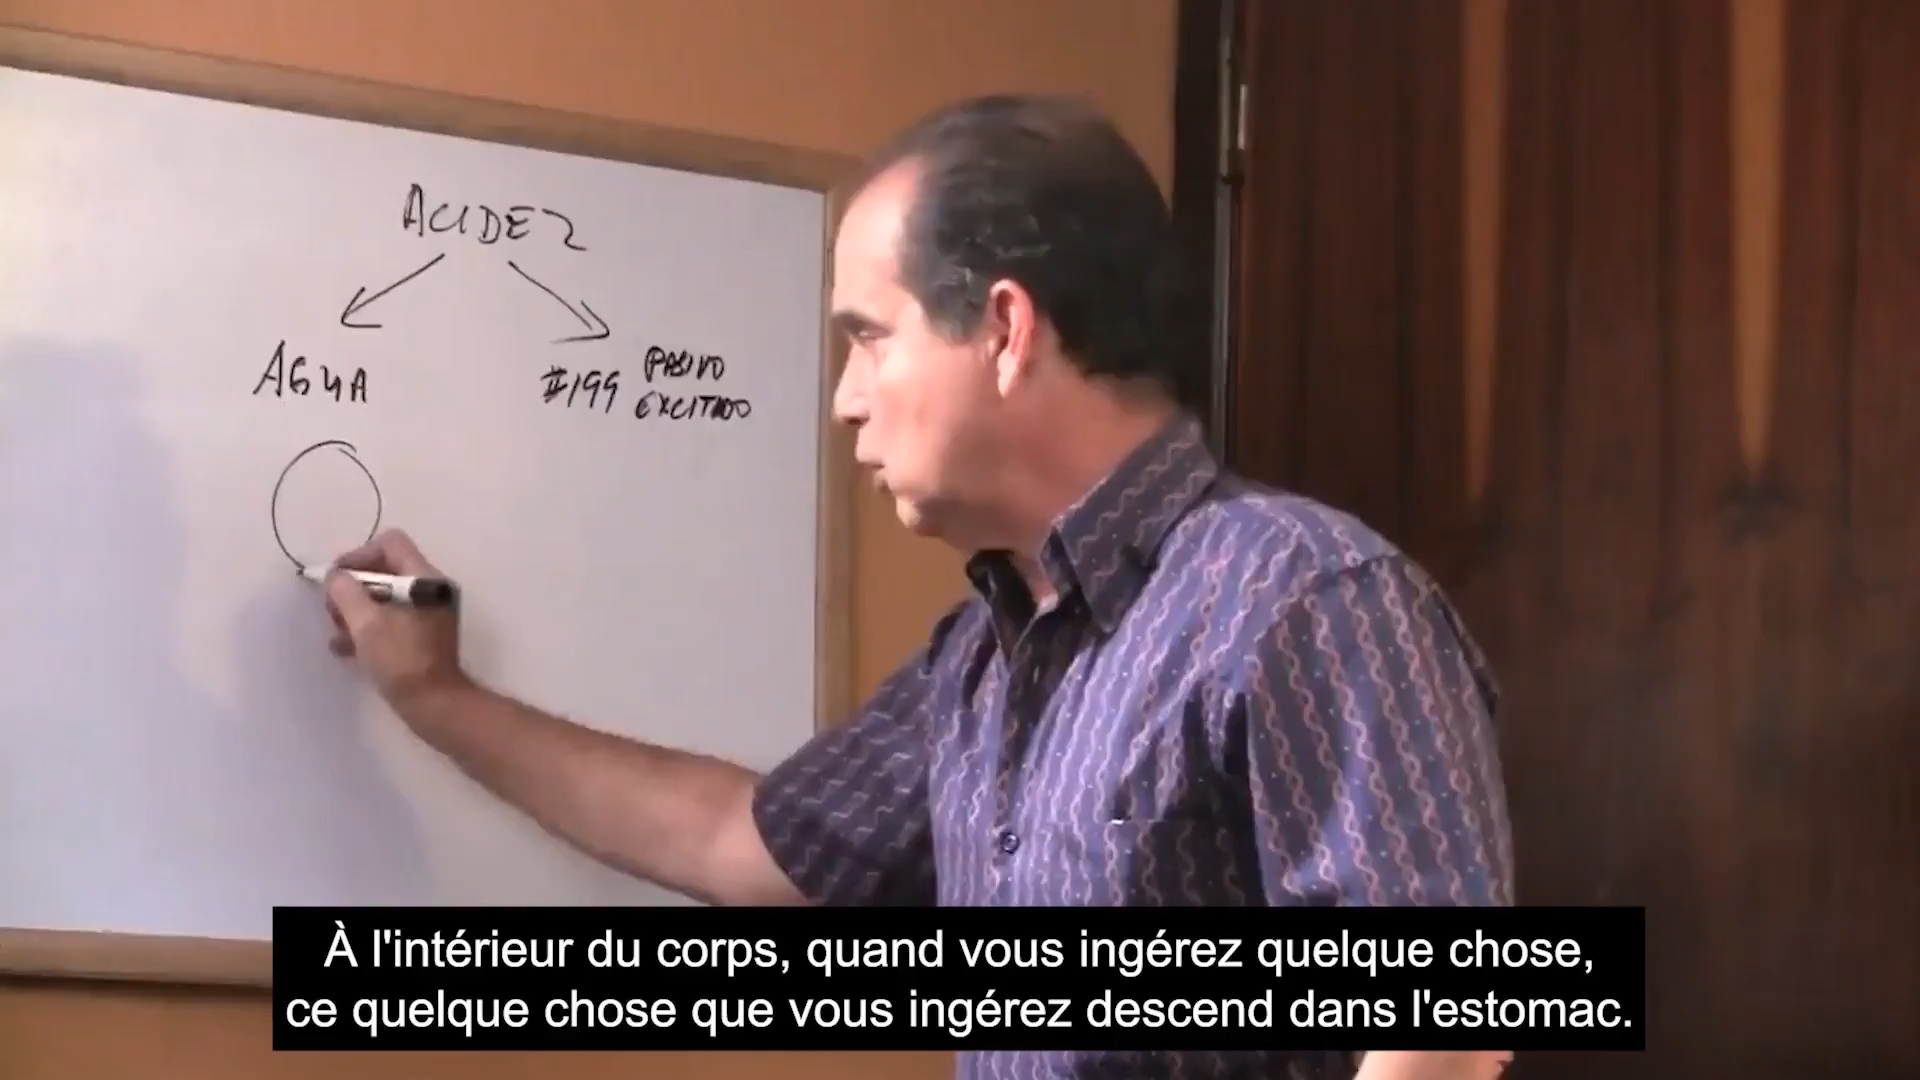 ACIDEZ
AGUA
#199 PASIVO
EXCITADO
À l'intérieur du corps, quand vous ingérez quelque chose,
ce quelque chose que vous ingérez descend dans l'estomac.